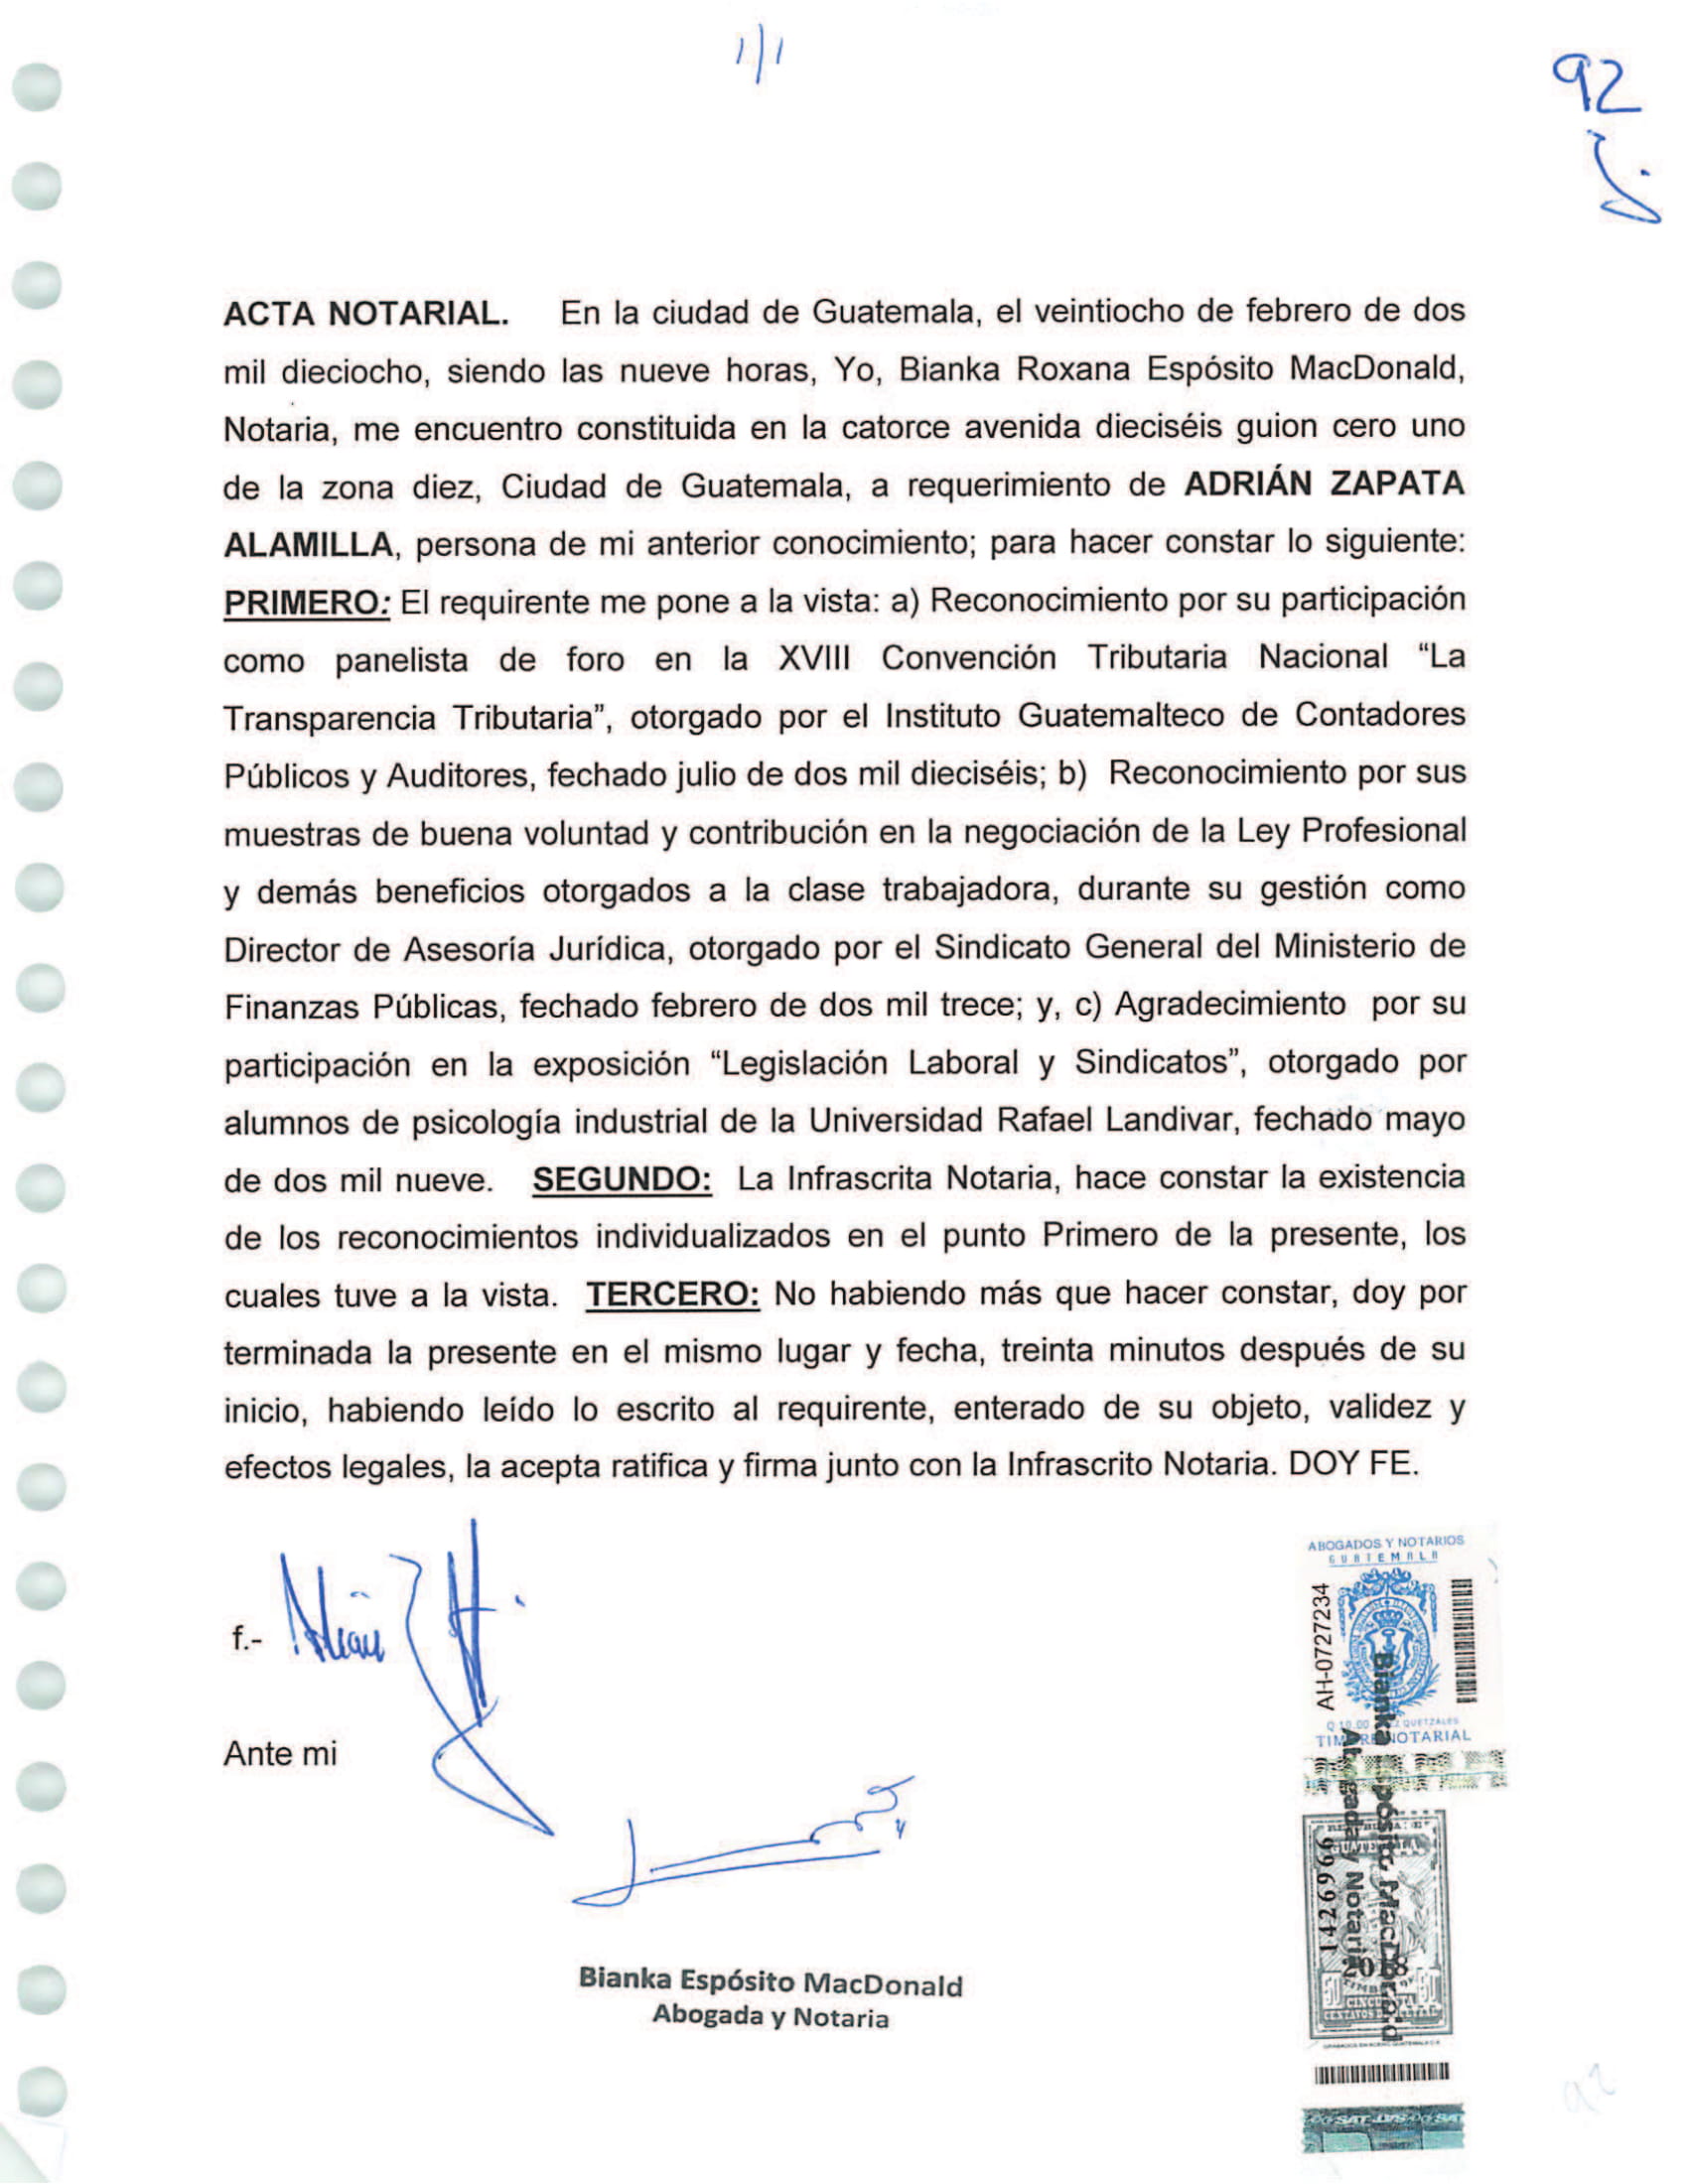 1/1
92
ACTA NOTARIAL. En la ciudad de Guatemala, el veintiocho de febrero de dos
mil dieciocho, siendo las nueve horas, Yo, Bianka Roxana Espósito MacDonald,
Notaria, me encuentro constituida en la catorce avenida dieciséis guion cero uno
de la zona diez, Ciudad de Guatemala, a requerimiento de ADRIÁN ZAPATA
ALAMILLA, persona de mi anterior conocimiento; para hacer constar lo siguiente:
PRIMERO: El requirente me pone a la vista: a) Reconocimiento por su participación
como panelista de foro en la XVIII Convención Tributaria Nacional “La
Transparencia Tributaria”, otorgado por el Instituto Guatemalteco de Contadores
Públicos y Auditores, fechado julio de dos mil dieciséis; b) Reconocimiento por sus
muestras de buena voluntad y contribución en la negociación de la Ley Profesional
y demás beneficios otorgados a la clase trabajadora, durante su gestión como
Director de Asesoría Jurídica, otorgado por el Sindicato General del Ministerio de
Finanzas Públicas, fechado febrero de dos mil trece; y, c) Agradecimiento por su
participación en la exposición “Legislación Laboral y Sindicatos”, otorgado por
alumnos de psicología industrial de la Universidad Rafael Landivar, fechado mayo
de dos mil nueve. SEGUNDO: La Infrascrita Notaria, hace constar la existencia
de los reconocimientos individualizados en el punto Primero de la presente, los
cuales tuve a la vista. TERCERO: No habiendo más que hacer constar, doy por
terminada la presente en el mismo lugar y fecha, treinta minutos después de su
inicio, habiendo leído lo escrito al requirente, enterado de su objeto, validez y
efectos legales, la acepta ratifica y firma junto con la Infrascrito Notaria. DOY FE.
f.-
Ante mi
Bianka Espósito MacDonald
Abogada y Notaria
ABOGADOS Y NOTARIOS
GUATEMALA
AH-0727234
Q 10.00 QUETZALES
TIMBRE NOTARIAL
Bianka Espósito MacDonald
Abogada y Notaria
GUATEMALA
1426966
2018
50 CINCUENTA 50
CENTAVOS DE QUETZAL
SAT
92